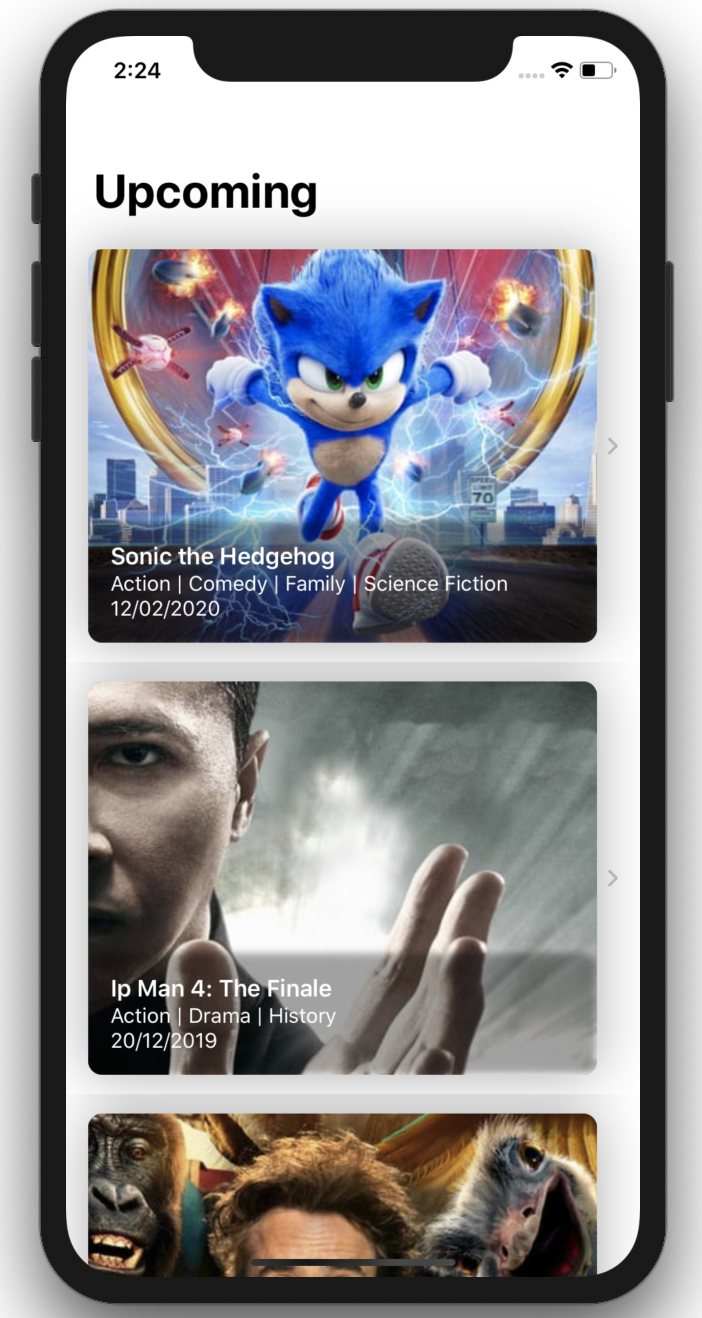 2:24
Upcoming
SPEED
LIMIT
70
Sonic the Hedgehog
Action | Comedy | Family | Science Fiction
12/02/2020
Ip Man 4: The Finale
Action | Drama | History
20/12/2019